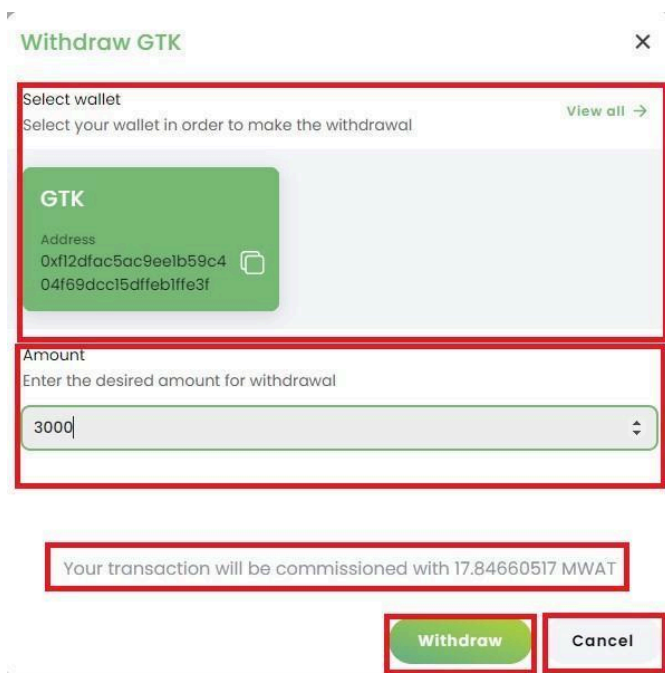 Withdraw GTK
Select wallet
View all →
Select your wallet in order to make the withdrawal
GTK
Address
0xf12dfac5ac9ee1b59c4
04f69dcc15dffeb1ffe3f
Amount
Enter the desired amount for withdrawal
3000
Your transaction will be commissioned with 17.84660517 MWAT
Withdraw
Cancel